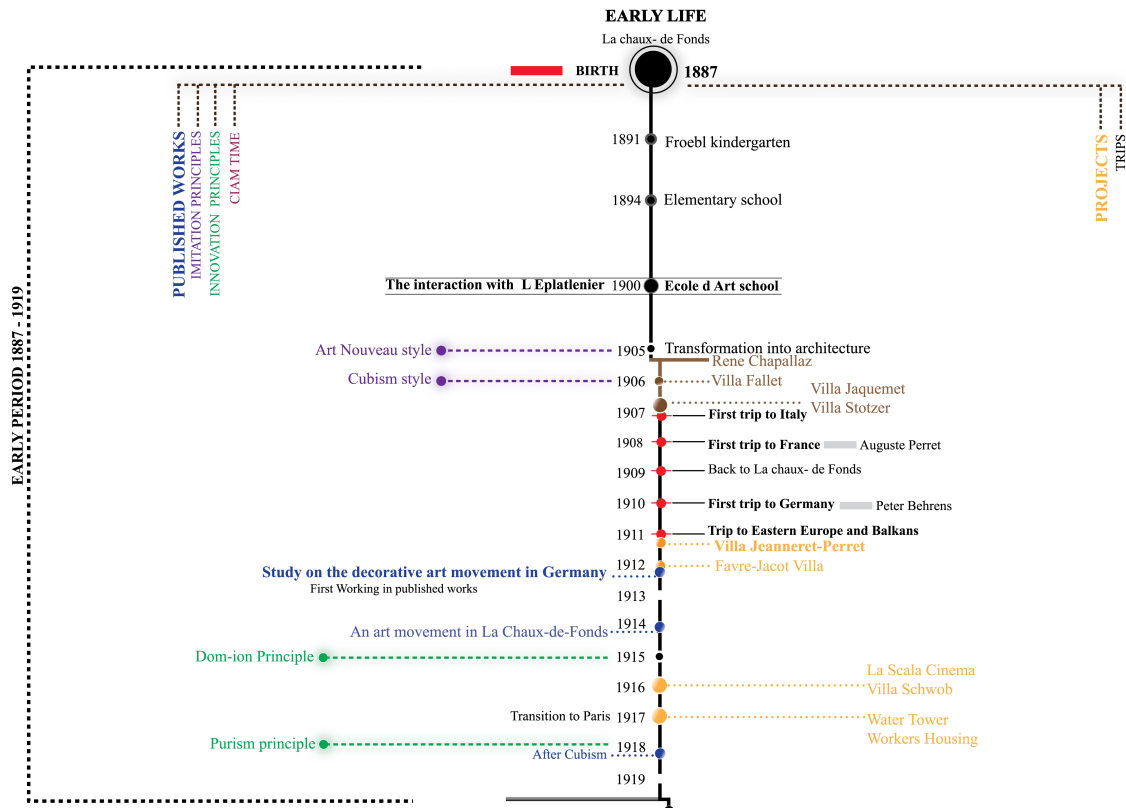 EARLY LIFE
La chaux- de Fonds
BIRTH
1887
PUBLISHED WORKS
IMITATION PRINCIPLES
INNOVATION PRINCIPLES
CIAM TIME
PROJECTS
TRIPS
EARLY PERIOD 1887 - 1919
1891
Froebl kindergarten
1894
Elementary school
The interaction with L Eplatlenier
1900
Ecole d Art school
Art Nouveau style
1905
Transformation into architecture
Rene Chapallaz
Cubism style
1906
Villa Fallet
Villa Jaquemet
Villa Stotzer
1907
First trip to Italy
1908
First trip to France
Auguste Perret
1909
Back to La chaux- de Fonds
1910
First trip to Germany
Peter Behrens
1911
Trip to Eastern Europe and Balkans
Villa Jeanneret-Perret
1912
Favre-Jacot Villa
Study on the decorative art movement in Germany
First Working in published works
1913
1914
An art movement in La Chaux-de-Fonds
Dom-ion Principle
1915
La Scala Cinema
Villa Schwob
1916
Transition to Paris
1917
Water Tower
Workers Housing
Purism principle
1918
After Cubism
1919